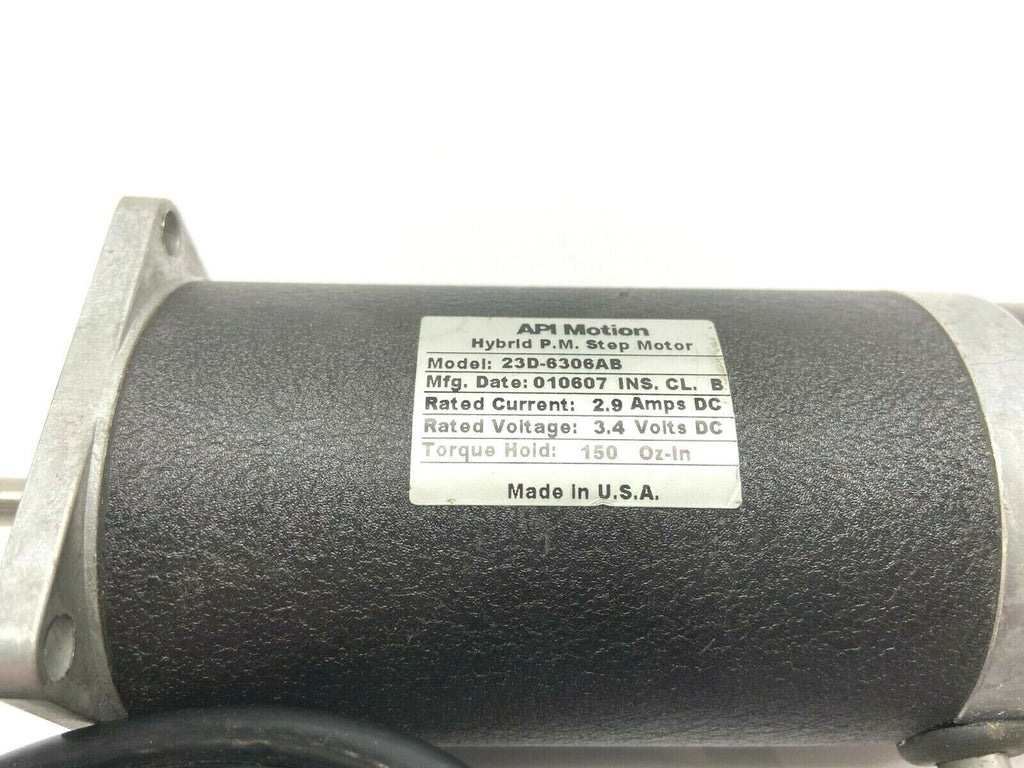 API Motion
Hybrid P.M. Step Motor
Model: 23D-6306AB
Mfg. Date: 010607 INS. CL. B
Rated Current: 2.9 Amps DC
Rated Voltage: 3.4 Volts DC
Torque Hold: 150 Oz-In
Made in U.S.A.